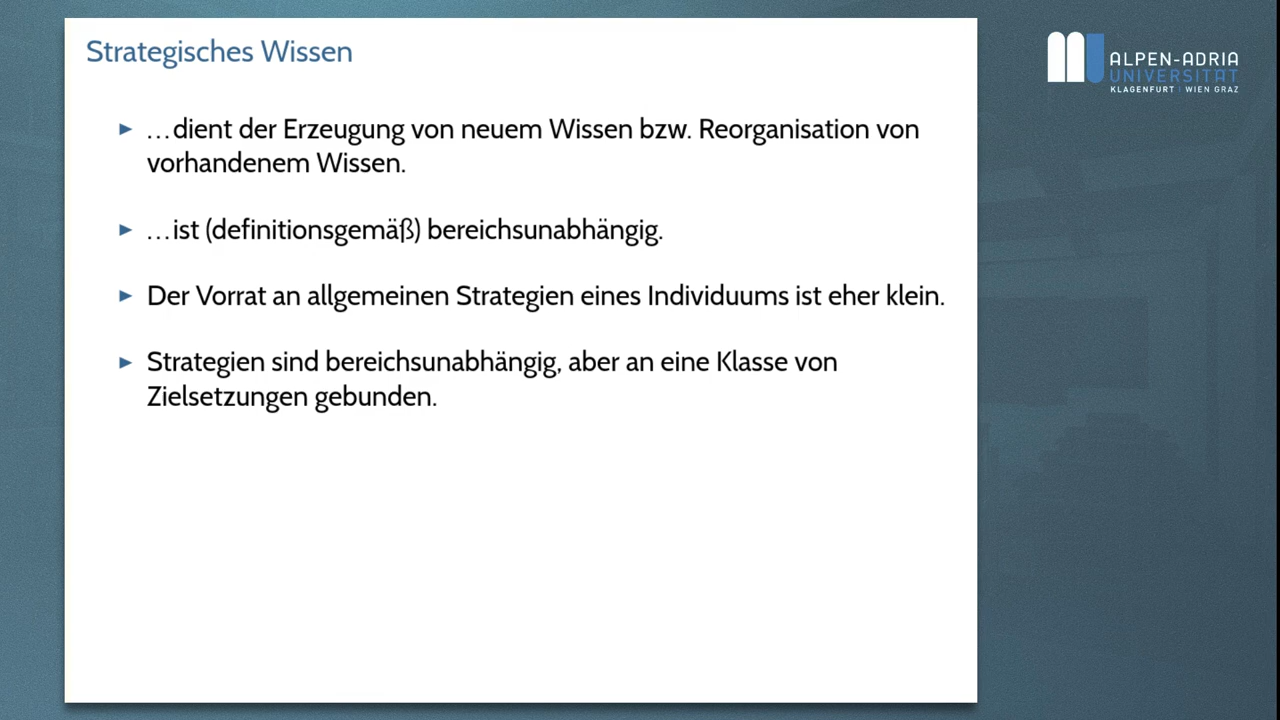 Strategisches Wissen
...dient der Erzeugung von neuem Wissen bzw. Reorganisation von
vorhandenem Wissen.
...ist (definitionsgemäß) bereichsunabhängig.
Der Vorrat an allgemeinen Strategien eines Individuums ist eher klein.
Strategien sind bereichsunabhängig, aber an eine Klasse von
Zielsetzungen gebunden.
ALPEN-ADRIA
UNIVERSITÄT
KLAGENFURT | WIEN GRAZ